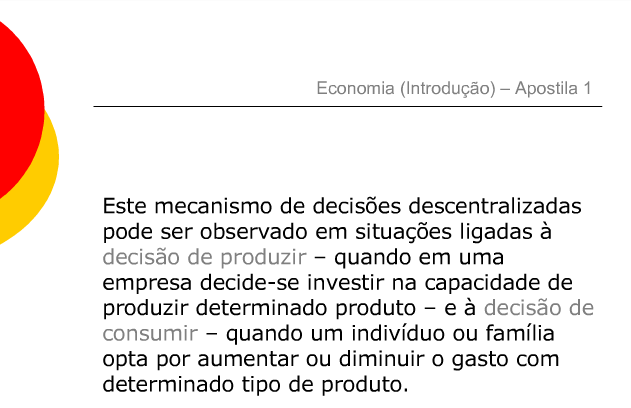 Economia (Introdução) – Apostila 1
Este mecanismo de decisões descentralizadas
pode ser observado em situações ligadas à
decisão de produzir – quando em uma
empresa decide-se investir na capacidade de
produzir determinado produto – e à decisão de
consumir – quando um indivíduo ou família
opta por aumentar ou diminuir o gasto com
determinado tipo de produto.